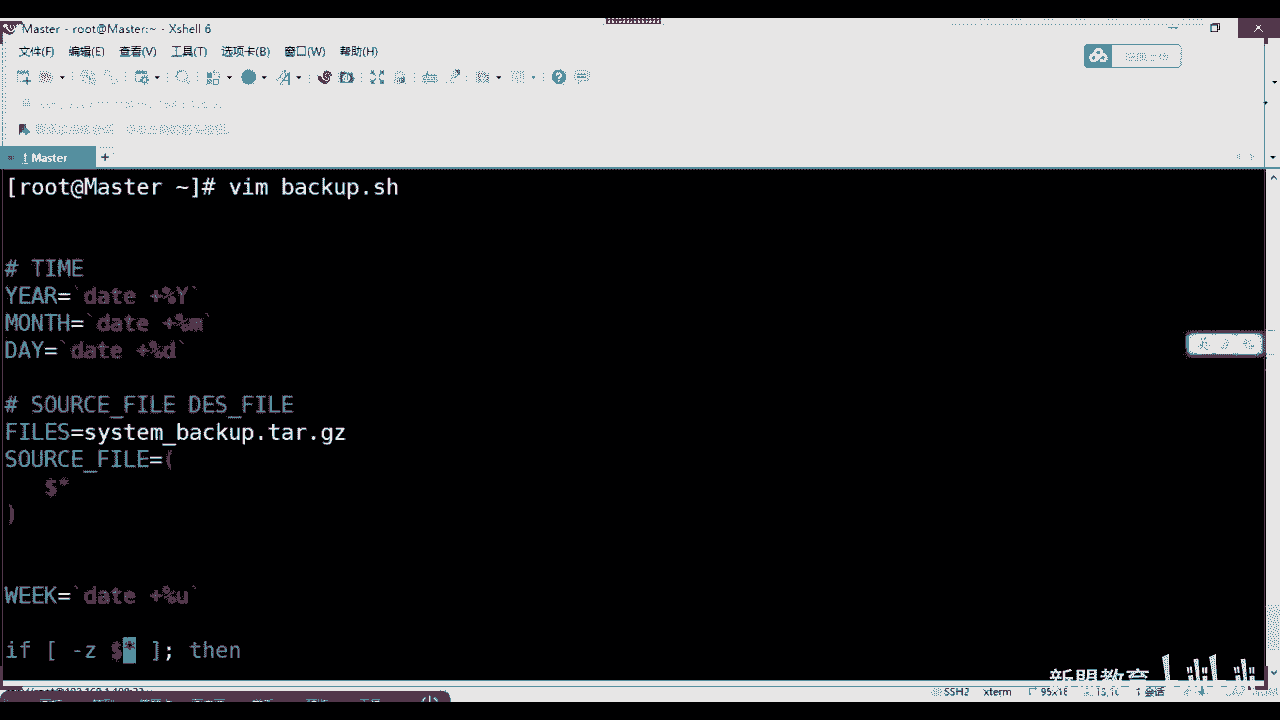 Master - root@Master:~ - Xshell 6
文件(F) 编辑(E) 查看(V) 工具(T) 选项卡(B) 窗口(W) 帮助(H)
1 Master +
[root@Master ~]# vim backup.sh
# TIME
YEAR=`date +%Y`
MONTH=`date +%m`
DAY=`date +%d`
# SOURCE_FILE DES_FILE
FILES=system_backup.tar.gz
SOURCE_FILE=(
$*
)
WEEK=`date +%u`
if [ -z $* ]; then
新盟教育
SSH2 xterm